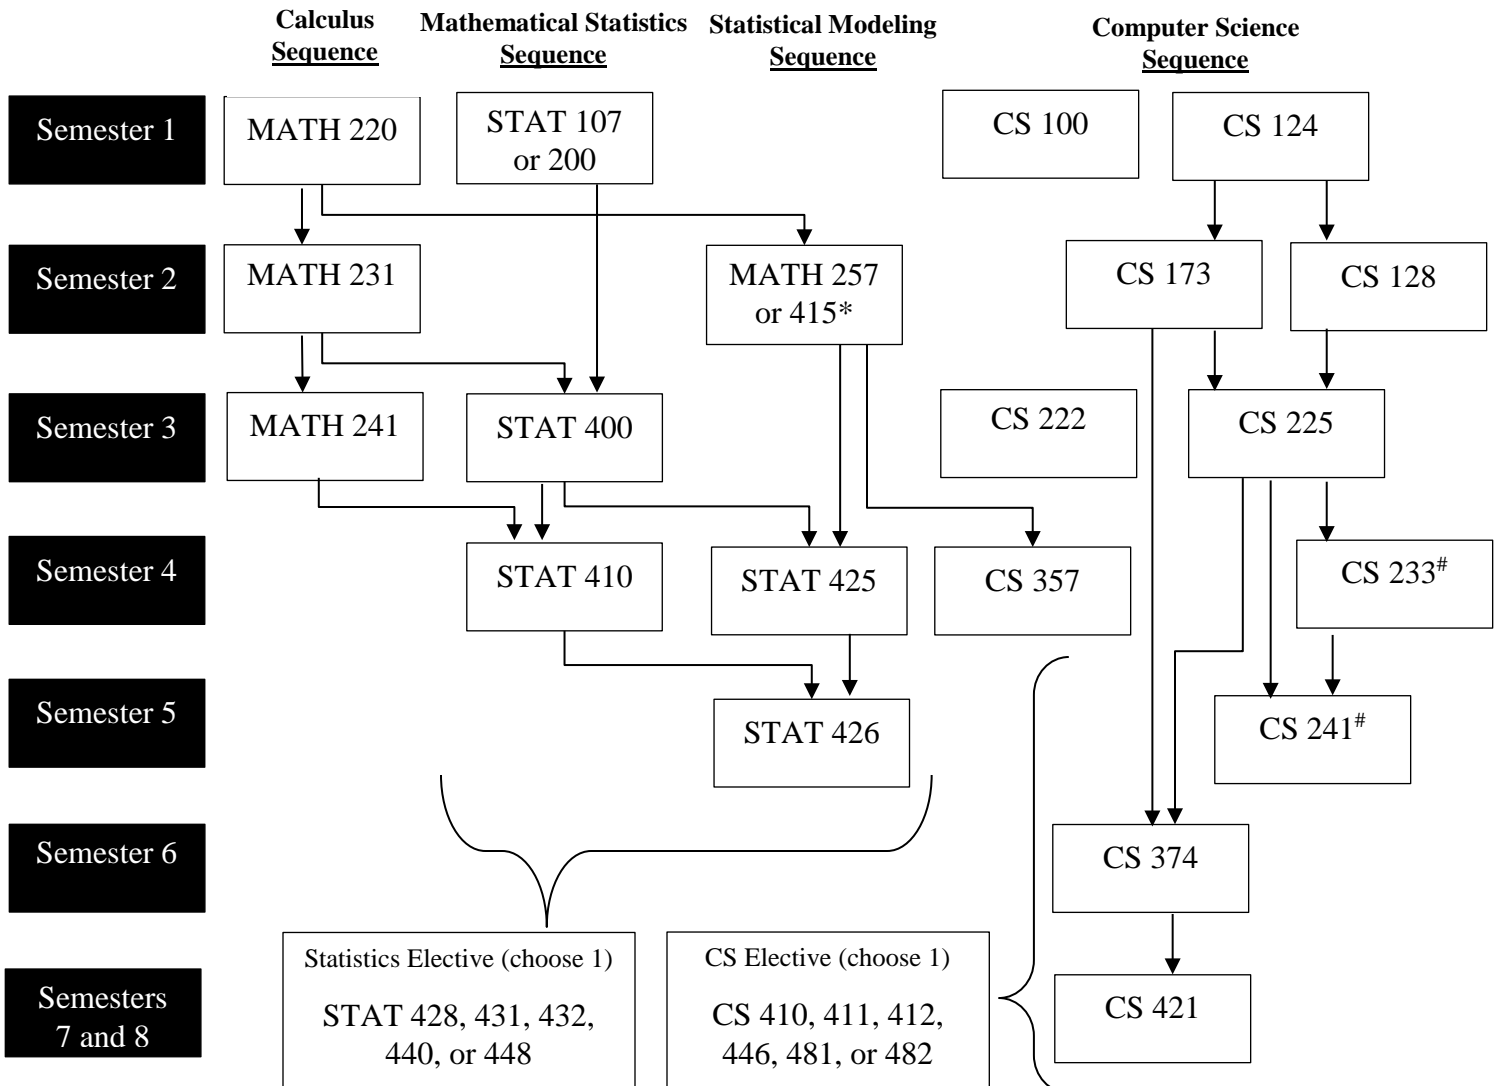 Calculus
Sequence
Mathematical Statistics
Sequence
Statistical Modeling
Sequence
Computer Science
Sequence
Semester 1
MATH 220
STAT 107
or 200
CS 100
CS 124
Semester 2
MATH 231
MATH 257
or 415*
CS 173
CS 128
Semester 3
MATH 241
STAT 400
CS 222
CS 225
Semester 4
STAT 410
STAT 425
CS 357
CS 233#
Semester 5
STAT 426
CS 241#
Semester 6
CS 374
Semesters
7 and 8
Statistics Elective (choose 1)
STAT 428, 431, 432,
440, or 448
CS Elective (choose 1)
CS 410, 411, 412,
446, 481, or 482
CS 421